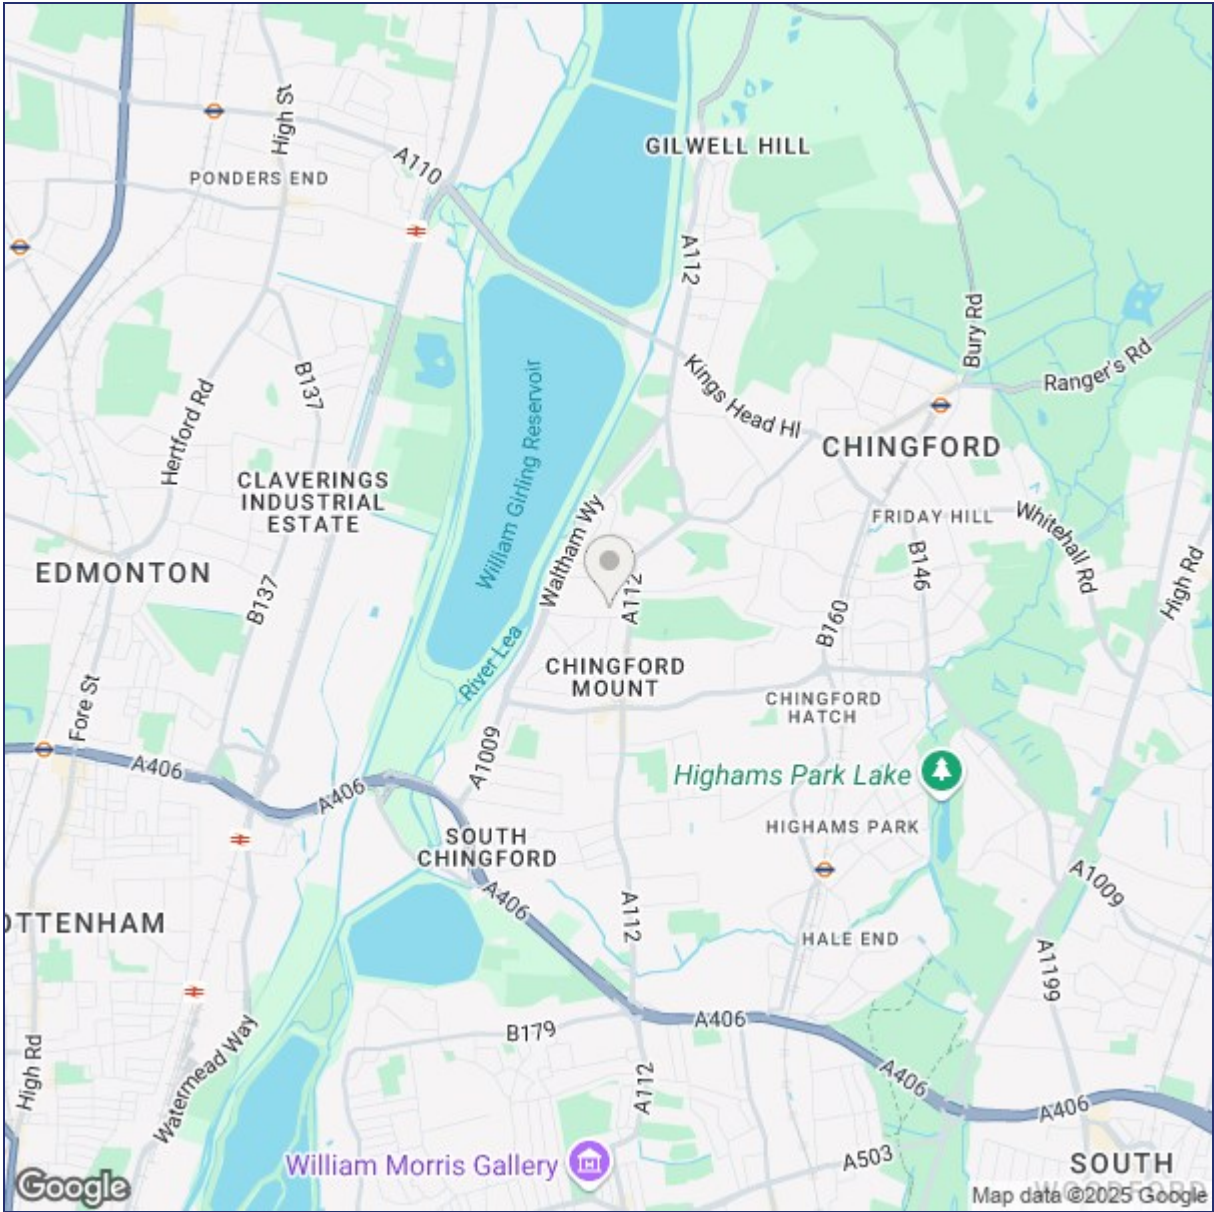 High St
A110
GILWELL HILL
PONDERS END
A112
Bury Rd
Ranger's Rd
Kings Head Hl
B137
Hertford Rd
William Girling Reservoir
CHINGFORD
CLAVERINGS
INDUSTRIAL
ESTATE
Waltham Wy
FRIDAY HILL
Whitehall Rd
High Rd
EDMONTON
B137
A112
B146
B160
River Lea
CHINGFORD
MOUNT
CHINGFORD
HATCH
Fore St
A406
A406
A1009
Highams Park Lake
HIGHAMS PARK
SOUTH
CHINGFORD
A406
A1009
OTTENHAM
A112
HALE END
A1199
A406
B179
High Rd
Watermead Way
A112
A406
A406
A503
William Morris Gallery
SOUTH
WOODFORD
Google
Map data ©2025 Google